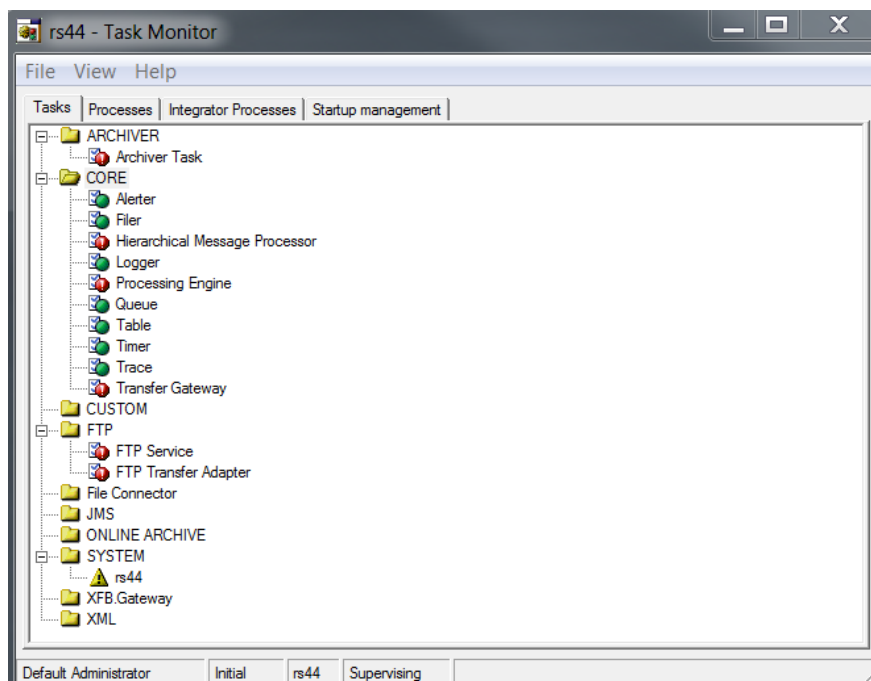 rs44 - Task Monitor
File View Help
Tasks Processes Integrator Processes Startup management
ARCHIVER
Archiver Task
CORE
Alerter
Filer
Hierarchical Message Processor
Logger
Processing Engine
Queue
Table
Timer
Trace
Transfer Gateway
CUSTOM
FTP
FTP Service
FTP Transfer Adapter
File Connector
JMS
ONLINE ARCHIVE
SYSTEM
rs44
XFB.Gateway
XML
Default Administrator Initial rs44 Supervising